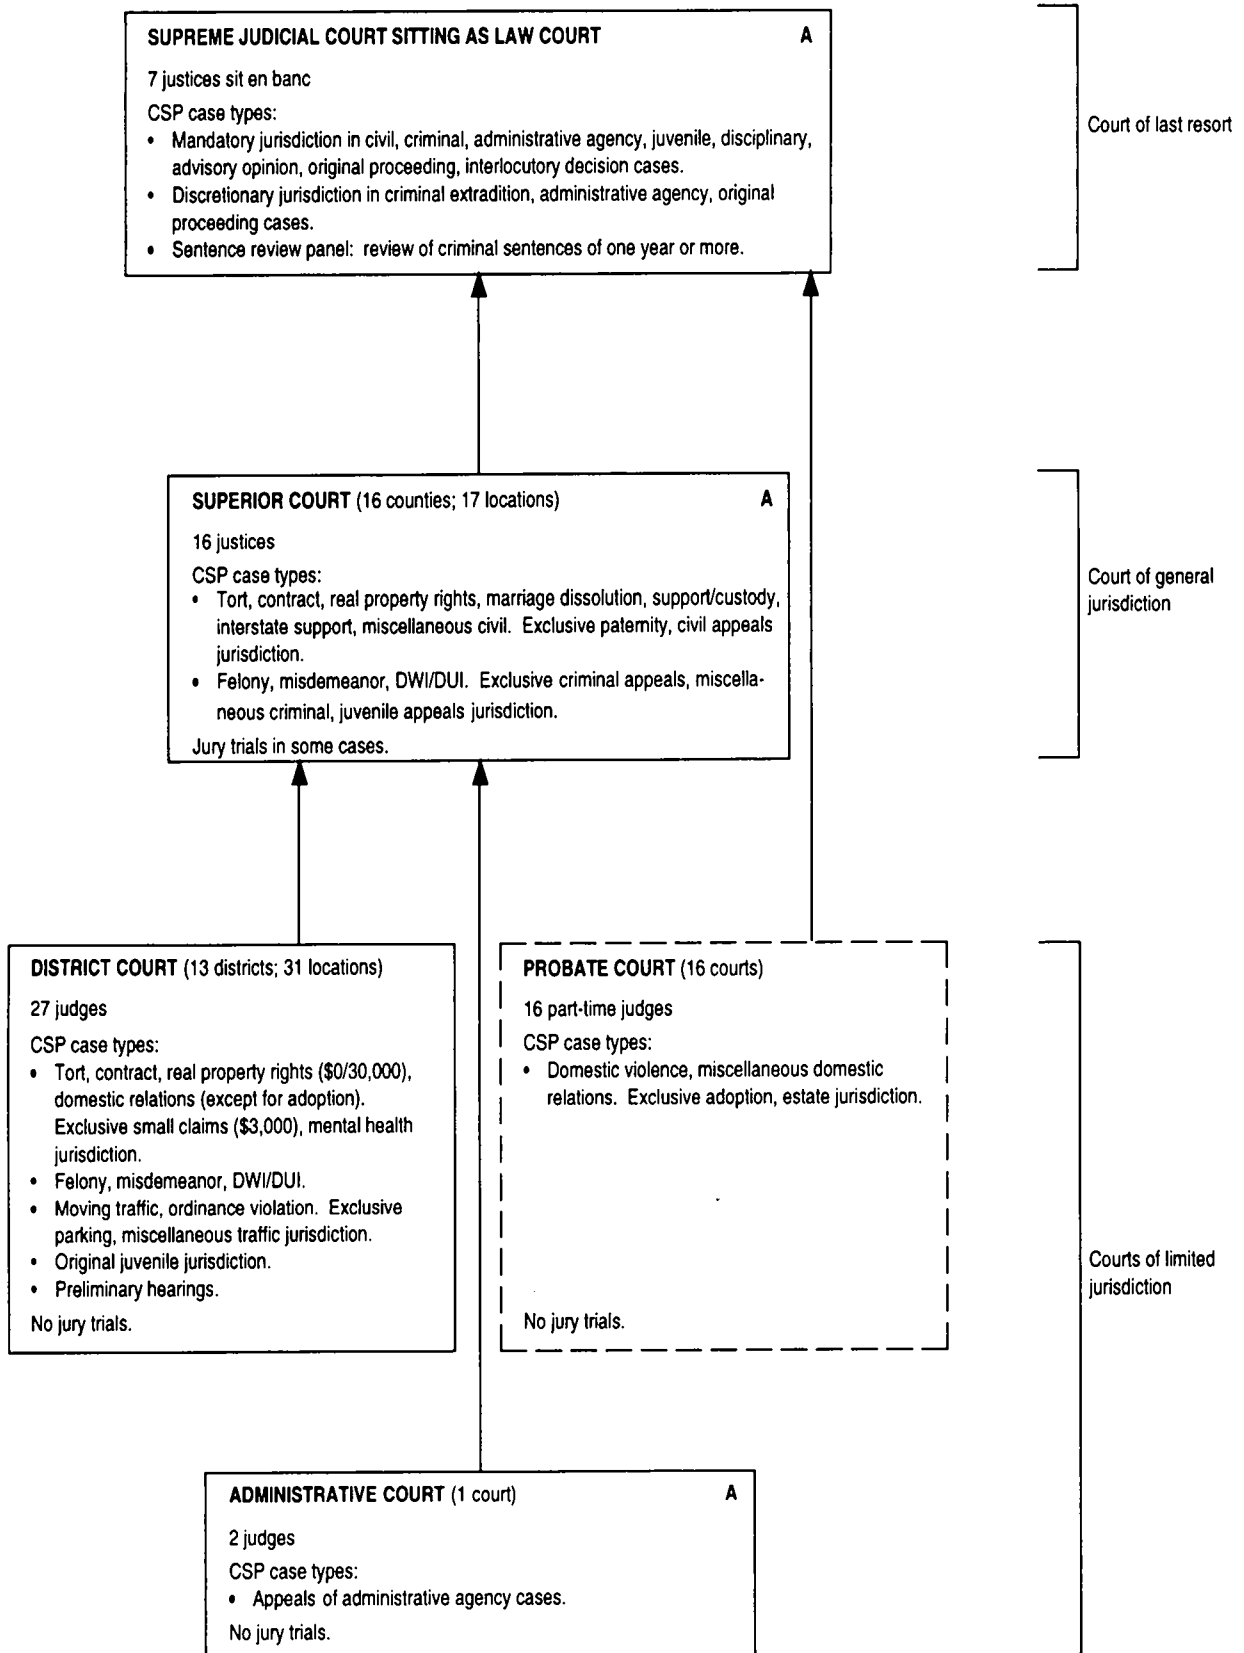 SUPREME JUDICIAL COURT SITTING AS LAW COURT A
7 justices sit en banc
CSP case types:
• Mandatory jurisdiction in civil, criminal, administrative agency, juvenile, disciplinary,
advisory opinion, original proceeding, interlocutory decision cases.
• Discretionary jurisdiction in criminal extradition, administrative agency, original
proceeding cases.
• Sentence review panel: review of criminal sentences of one year or more.
Court of last resort
SUPERIOR COURT (16 counties; 17 locations) A
16 justices
CSP case types:
• Tort, contract, real property rights, marriage dissolution, support/custody,
interstate support, miscellaneous civil. Exclusive paternity, civil appeals
jurisdiction.
• Felony, misdemeanor, DWI/DUI. Exclusive criminal appeals, miscella-
neous criminal, juvenile appeals jurisdiction.
Jury trials in some cases.
Court of general
jurisdiction
DISTRICT COURT (13 districts; 31 locations)
27 judges
CSP case types:
• Tort, contract, real property rights ($0/30,000),
domestic relations (except for adoption).
Exclusive small claims ($3,000), mental health
jurisdiction.
• Felony, misdemeanor, DWI/DUI.
• Moving traffic, ordinance violation. Exclusive
parking, miscellaneous traffic jurisdiction.
• Original juvenile jurisdiction.
• Preliminary hearings.
No jury trials.
PROBATE COURT (16 courts)
16 part-time judges
CSP case types:
• Domestic violence, miscellaneous domestic
relations. Exclusive adoption, estate jurisdiction.
No jury trials.
Courts of limited
jurisdiction
ADMINISTRATIVE COURT (1 court) A
2 judges
CSP case types:
• Appeals of administrative agency cases.
No jury trials.